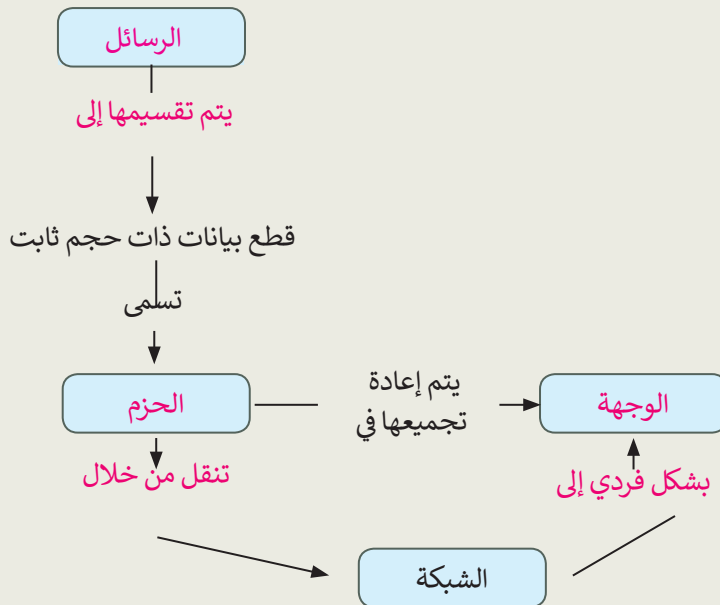 الرسائل
يتم تقسيمها إلى
قطع بيانات ذات حجم ثابت
تسمى
الحزم
يتم إعادة
تجميعها في
الوجهة
تنقل من خلال
بشكل فردي إلى
الشبكة